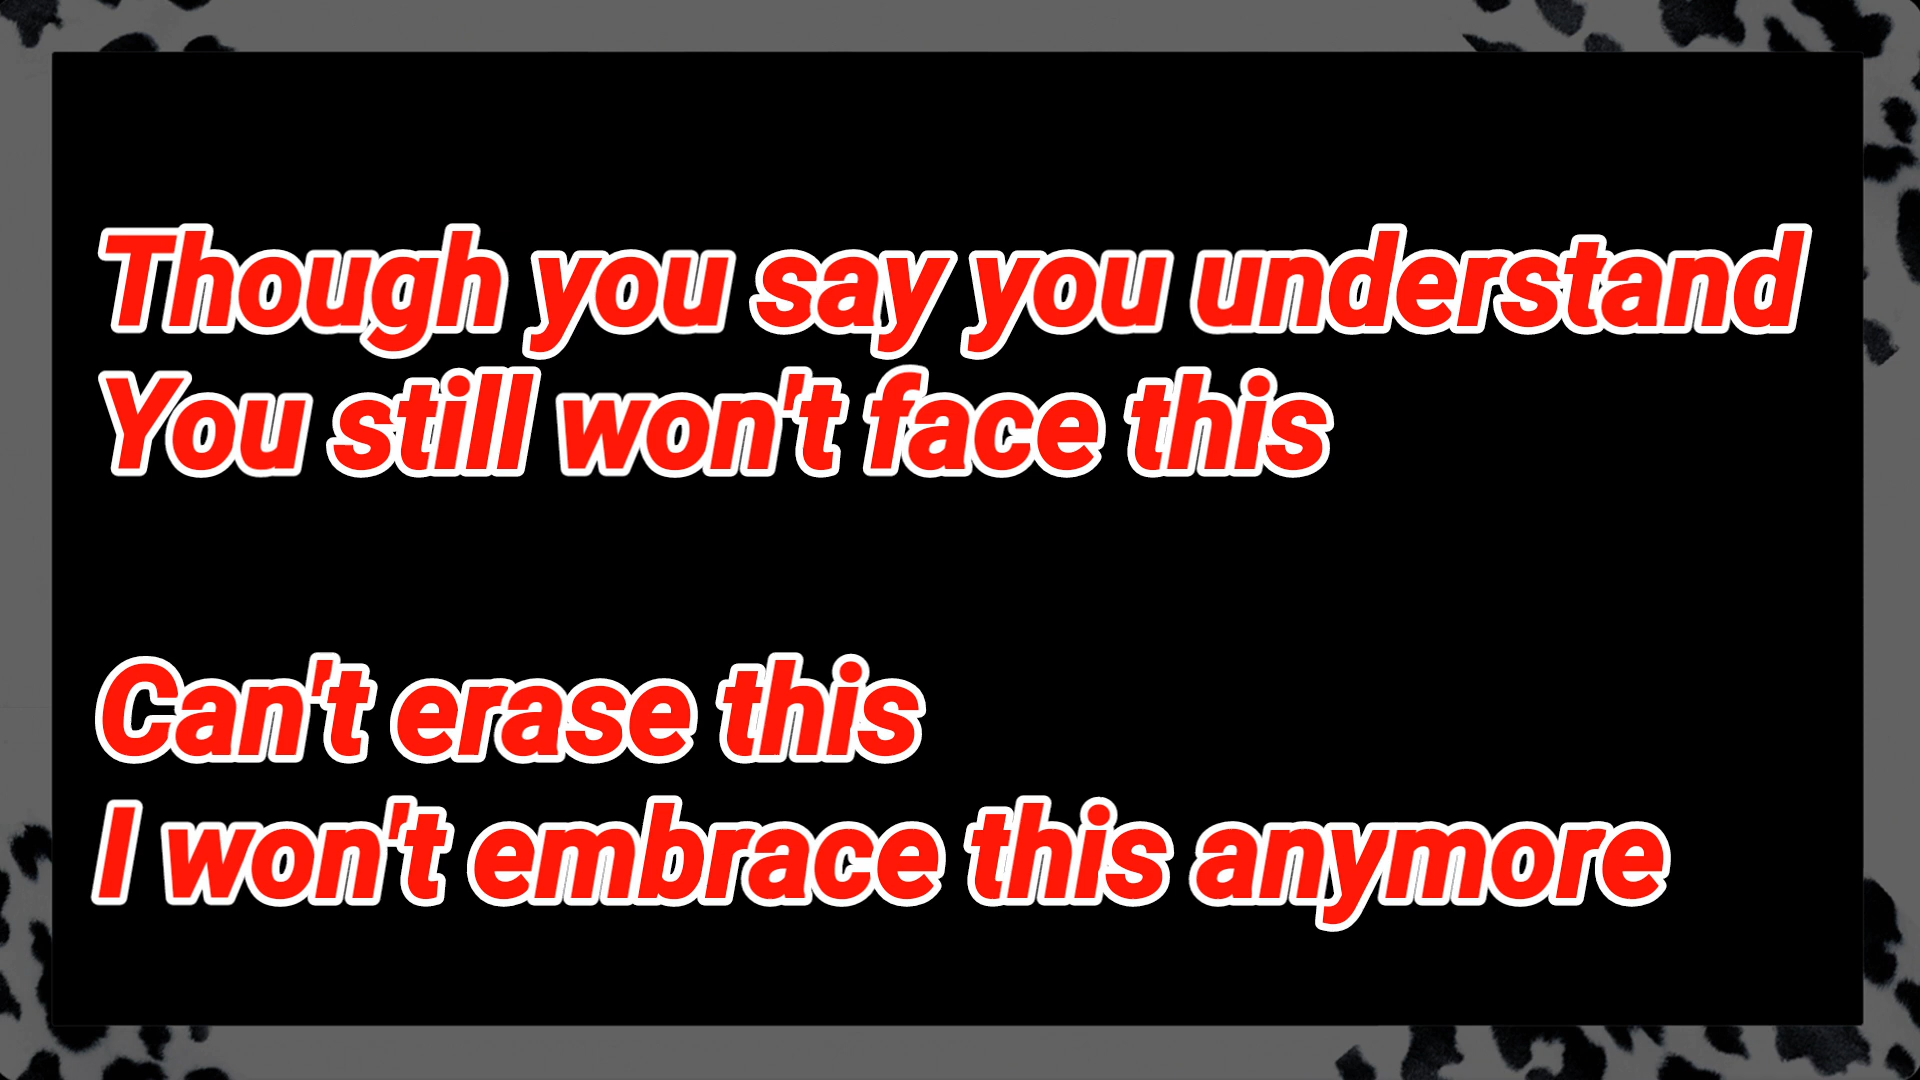 Though you say you understand
You still won't face this
Can't erase this
I won't embrace this anymore